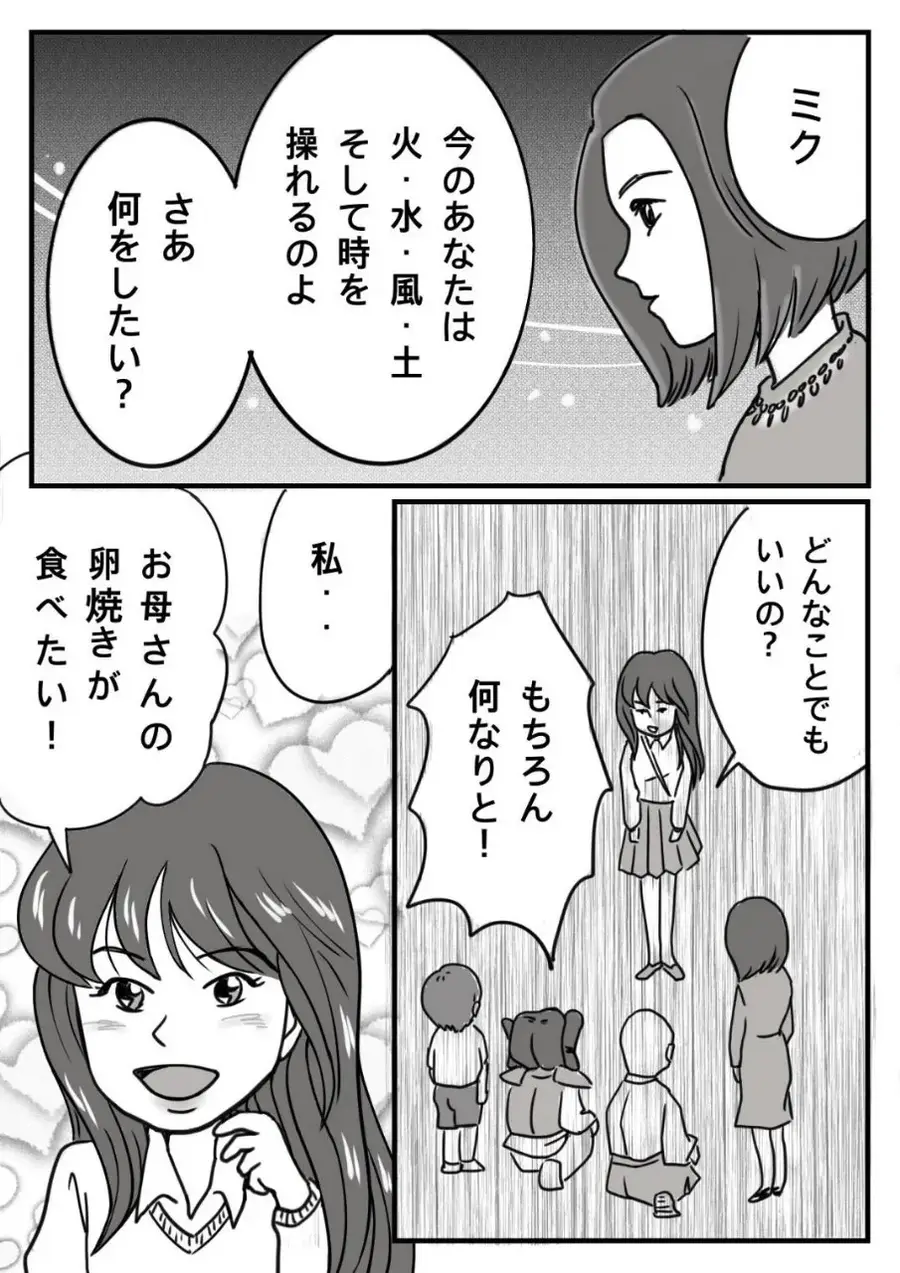 ミク
今のあなたは
火・水・風・土
そして時を
操れるのよ
さあ
何をしたい？
どんなことでも
いいの？
もちろん
何なりと！
私・・
お母さんの
卵焼きが
食べたい！